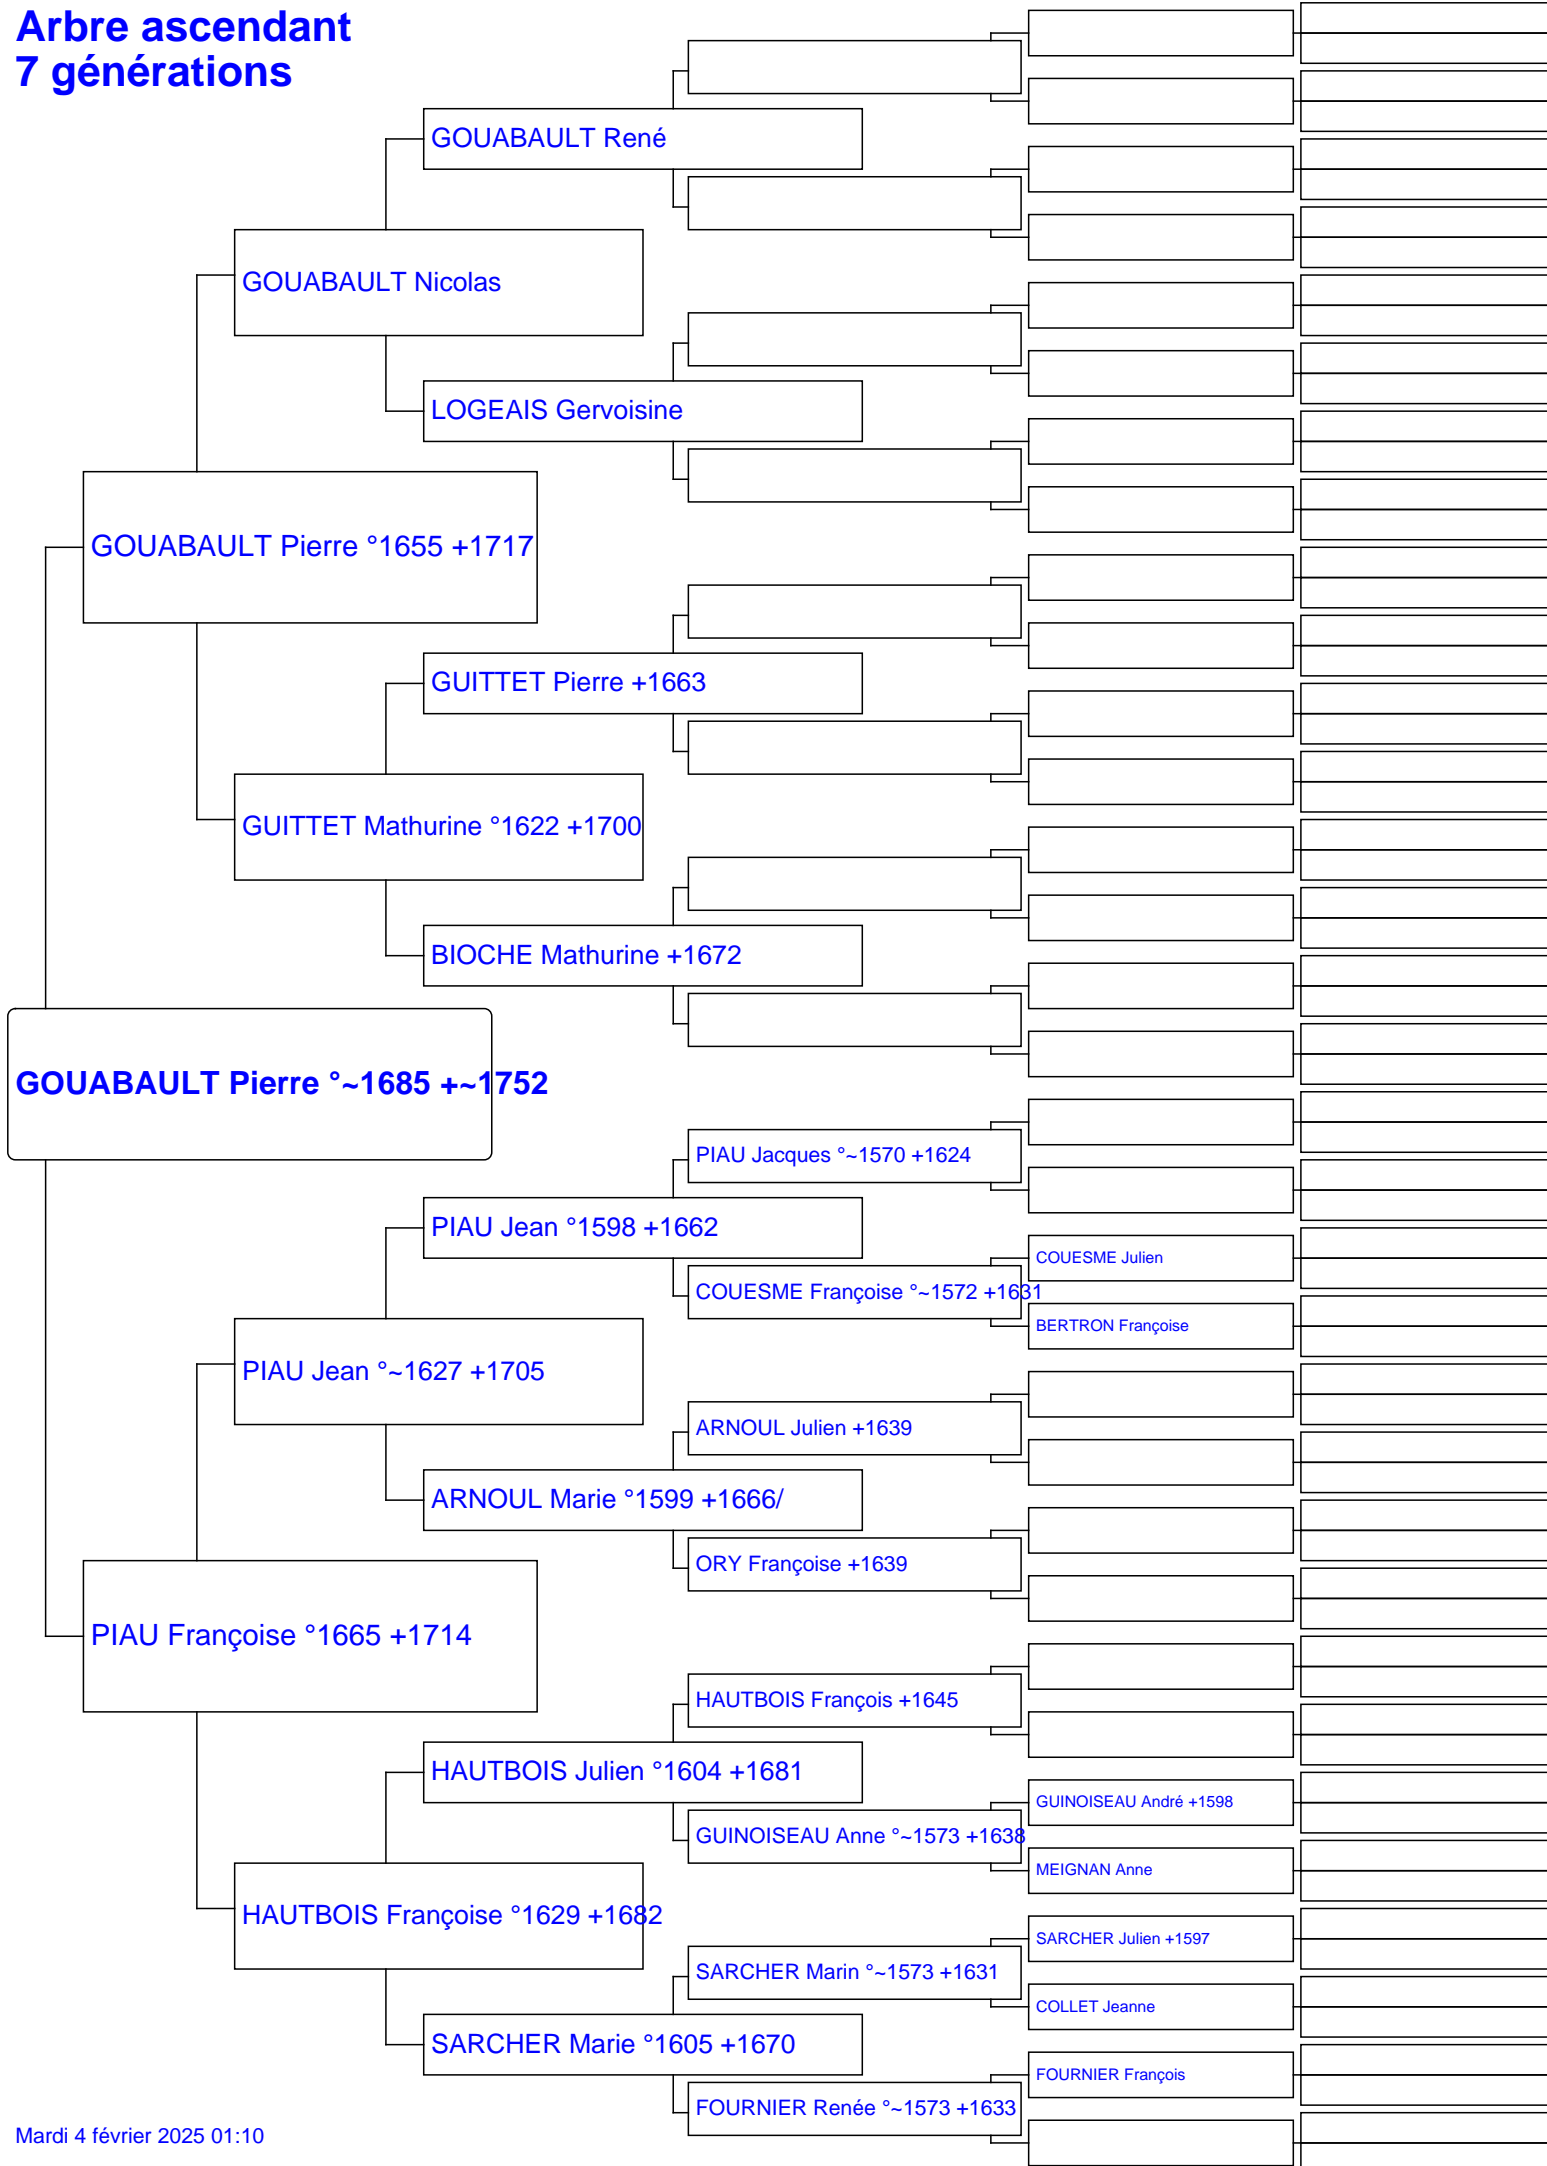 Arbre ascendant
7 générations
GOUABAULT René
GOUABAULT Nicolas
LOGEAIS Gervoisine
GOUABAULT Pierre °1655 +1717
GUITTET Pierre +1663
GUITTET Mathurine °1622 +1700
BIOCHE Mathurine +1672
GOUABAULT Pierre °~1685 +~1752
PIAU Jacques °~1570 +1624
PIAU Jean °1598 +1662
COUESME Julien
COUESME Françoise °~1572 +1631
BERTRON Françoise
PIAU Jean °~1627 +1705
ARNOUL Julien +1639
ARNOUL Marie °1599 +1666/
ORY Françoise +1639
PIAU Françoise °1665 +1714
HAUTBOIS François +1645
HAUTBOIS Julien °1604 +1681
GUINOISEAU André +1598
GUINOISEAU Anne °~1573 +1638
MEIGNAN Anne
HAUTBOIS Françoise °1629 +1682
SARCHER Julien +1597
SARCHER Marin °~1573 +1631
COLLET Jeanne
SARCHER Marie °1605 +1670
FOURNIER François
FOURNIER Renée °~1573 +1633
Mardi 4 février 2025 01:10